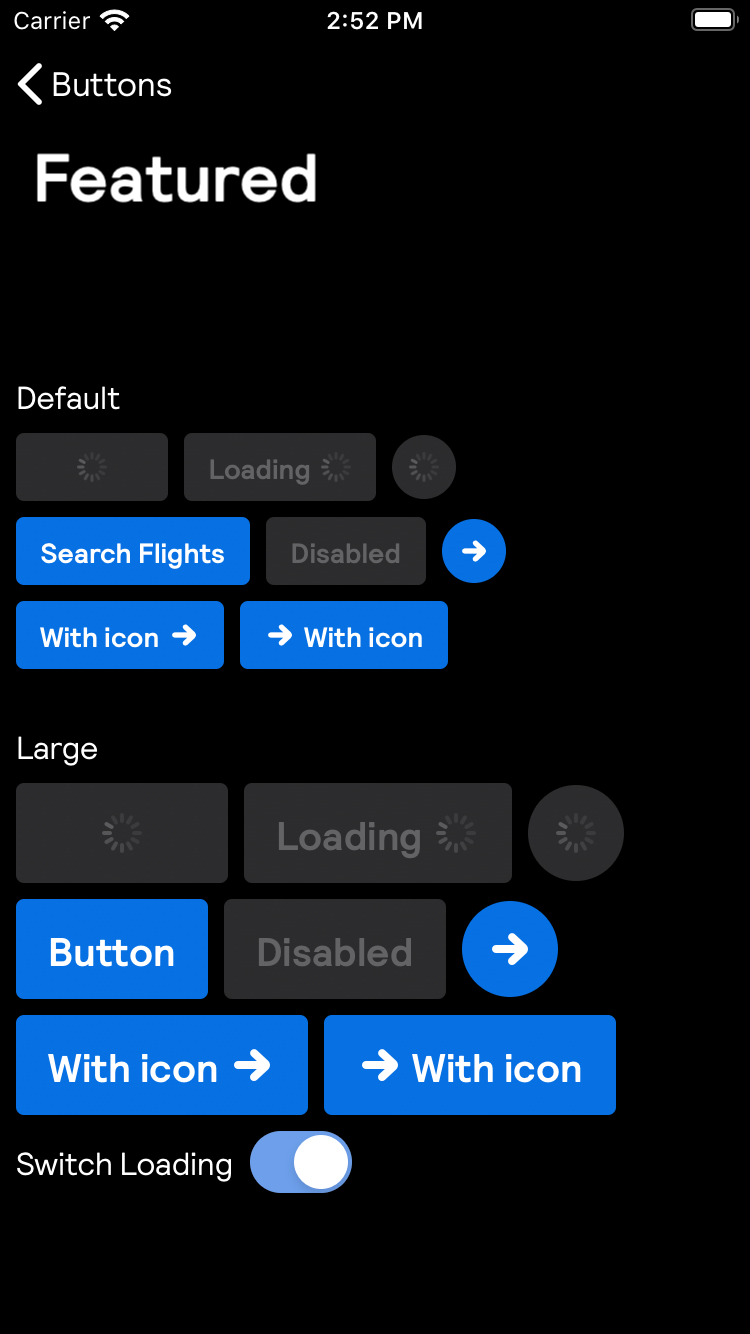 Carrier 2:52 PM
Buttons
Featured
Default
Loading
Search Flights Disabled
With icon With icon
Large
Loading
Button Disabled
With icon With icon
Switch Loading